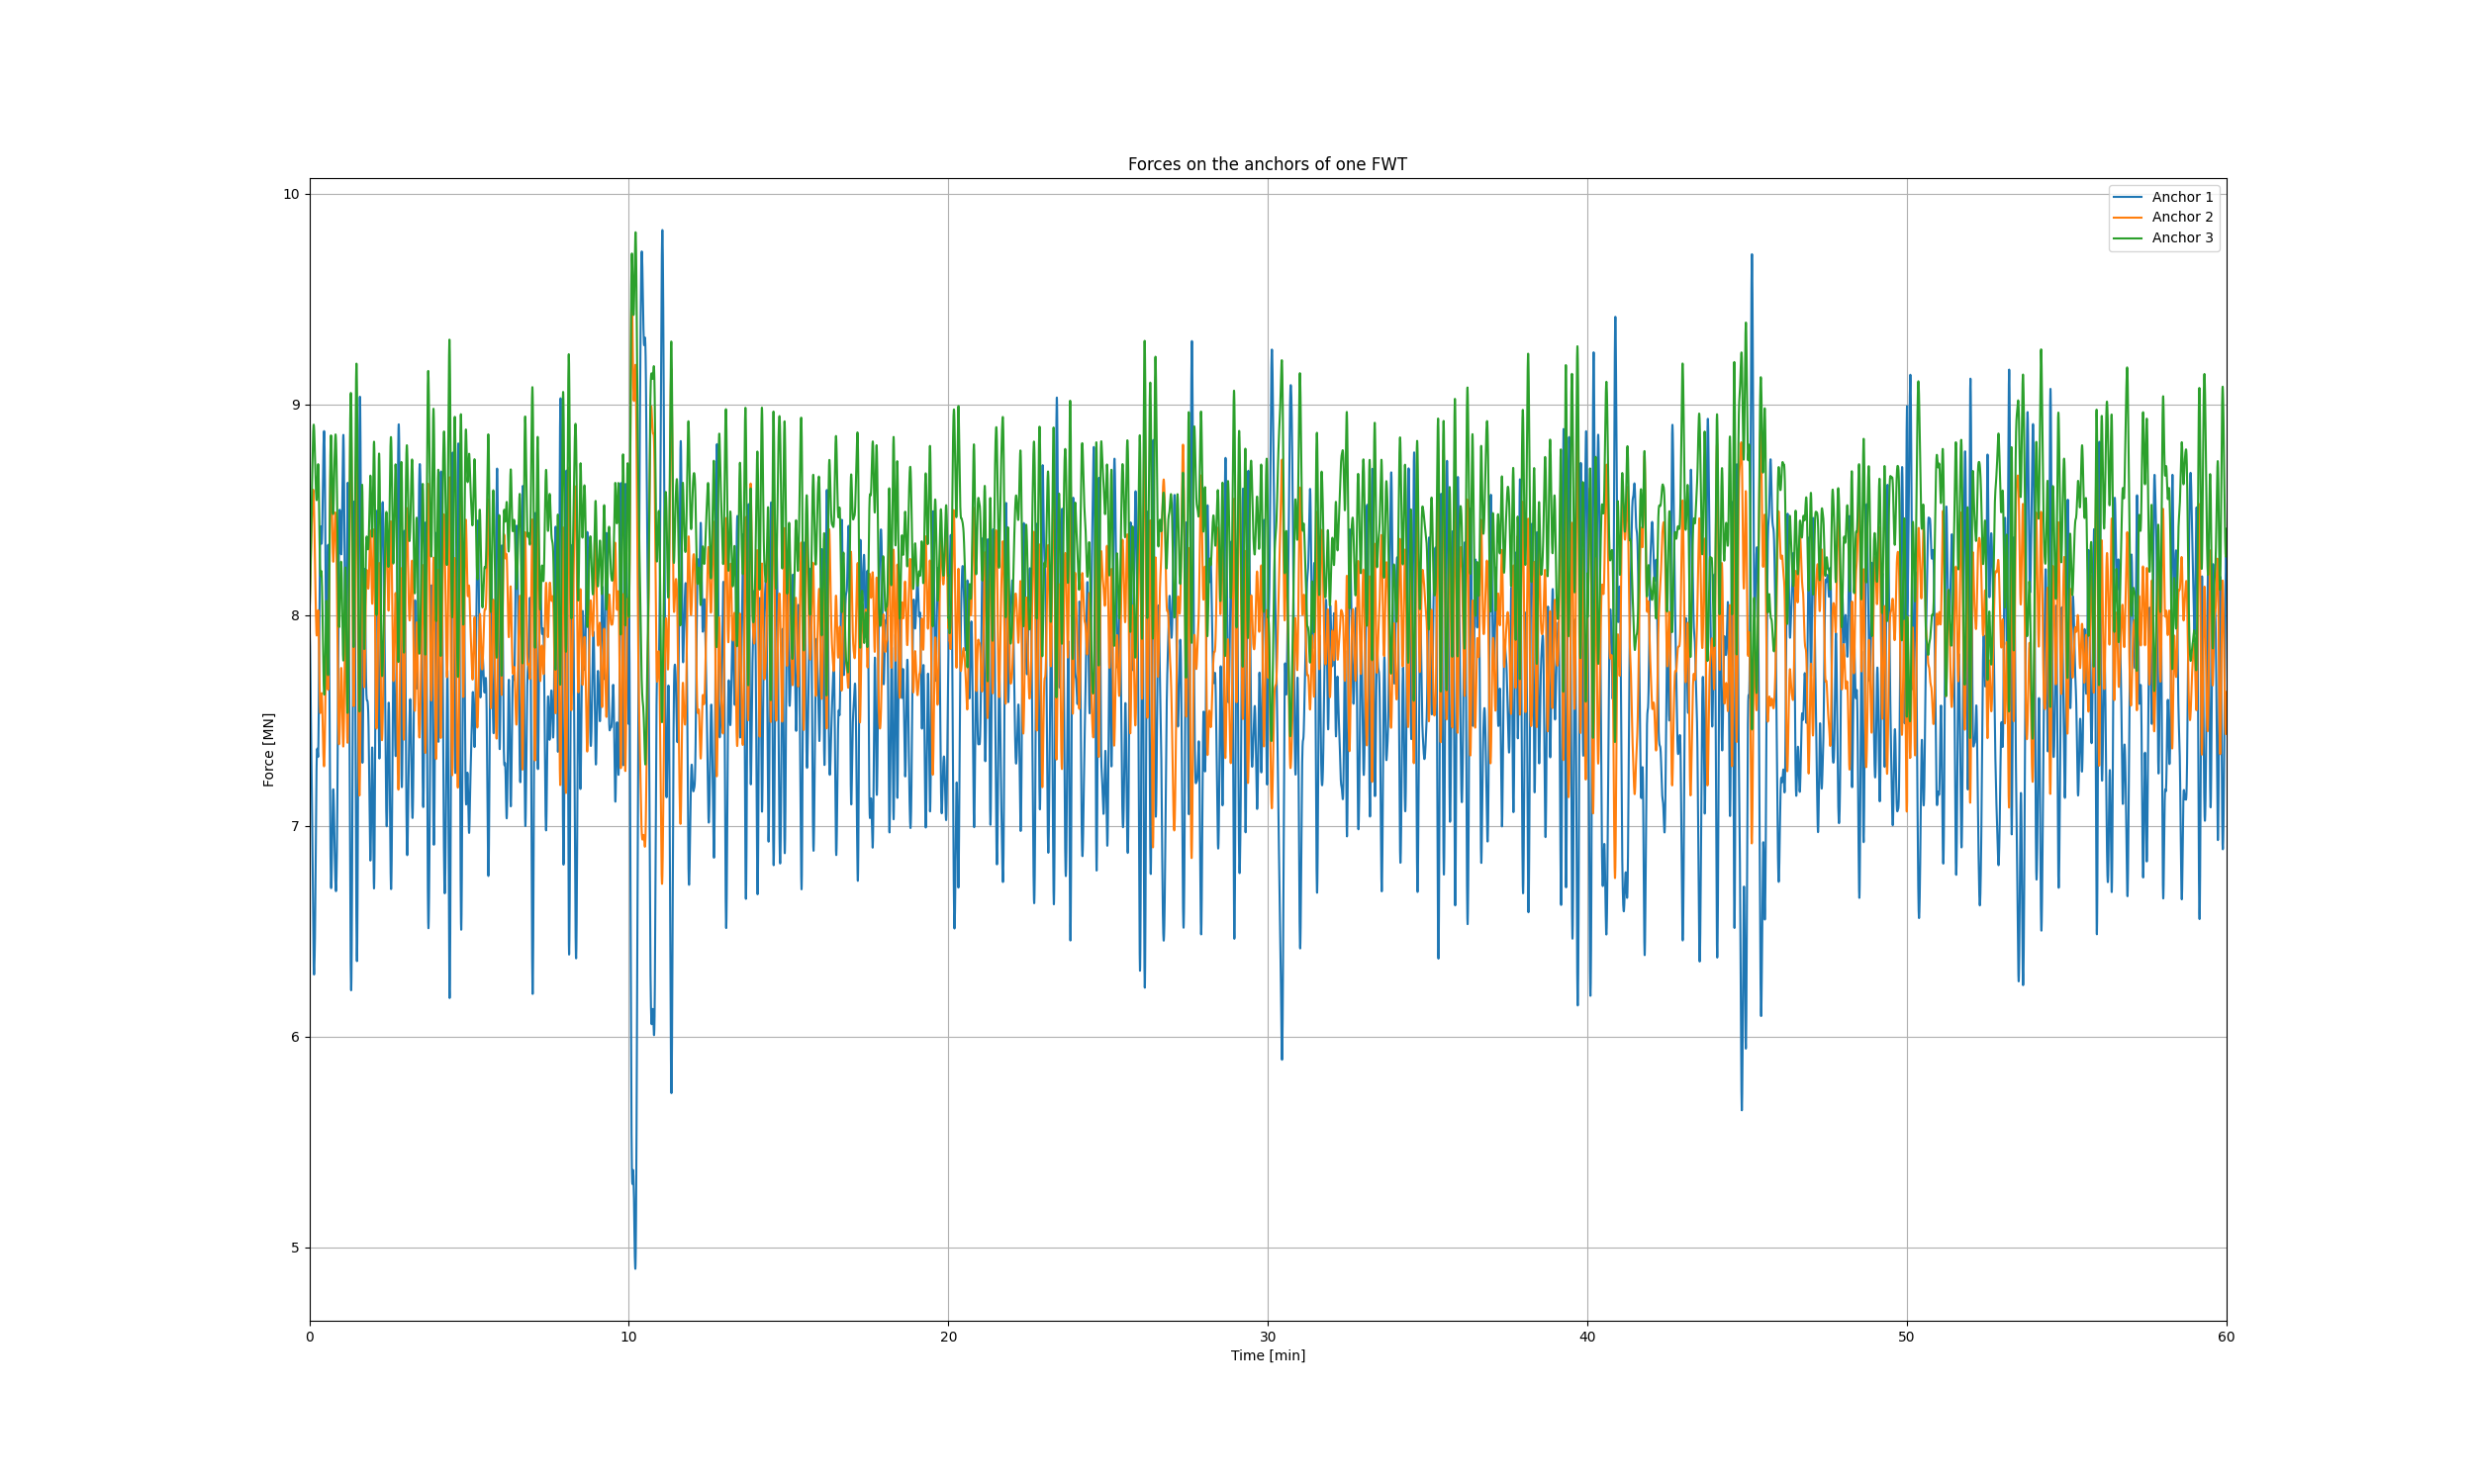 Forces on the anchors of one FWT
Anchor 1
Anchor 2
Anchor 3
Force [MN]
10
9
8
7
6
5
0 10 20 30 40 50 60
Time [min]